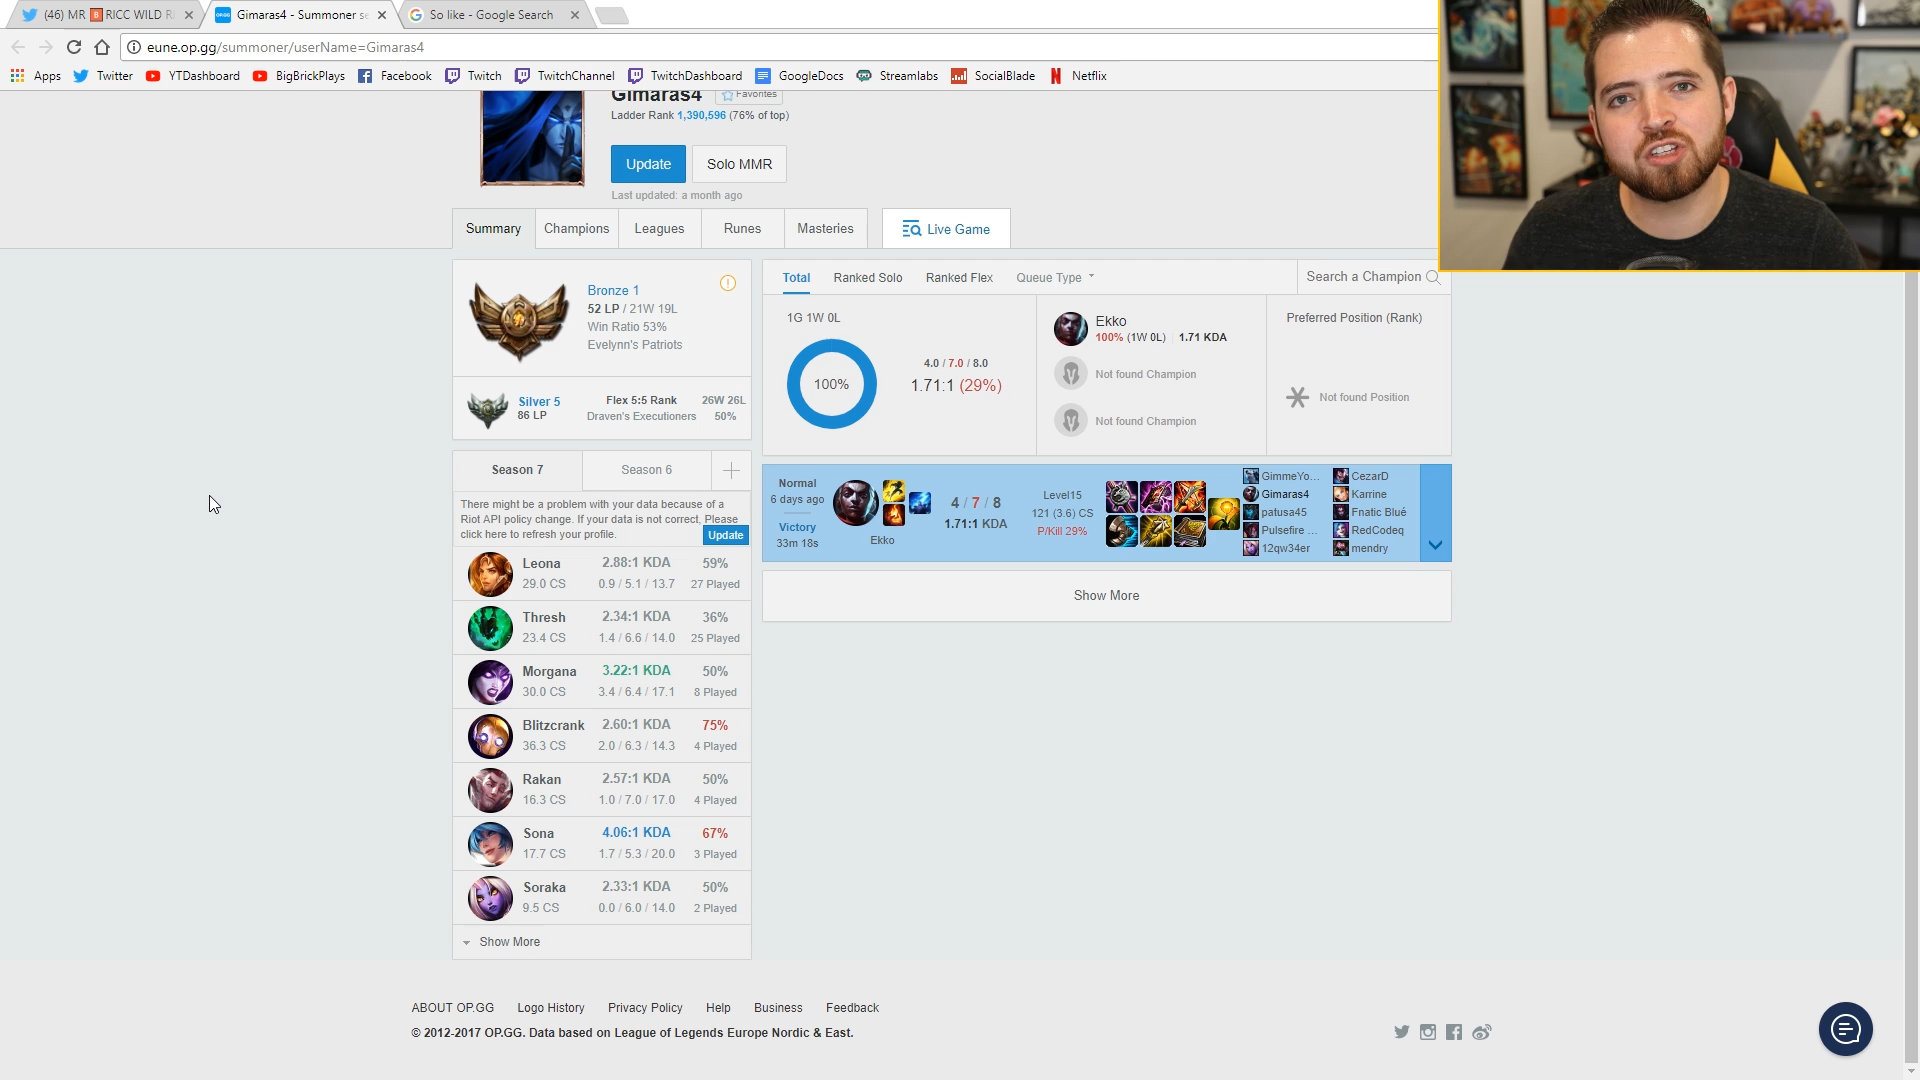 (46) MR B RICC WILD R
Gimaras4 - Summoner s
So like - Google Search
eune.op.gg/summoner/userName=Gimaras4
Apps
Twitter
YTDashboard
BigBrickPlays
Facebook
Twitch
TwitchChannel
TwitchDashboard
GoogleDocs
Streamlabs
SocialBlade
Netflix
Gimaras4
Favorites
Ladder Rank 1,390,596 (76% of top)
Update
Solo MMR
Last updated: a month ago
Summary
Champions
Leagues
Runes
Masteries
Live Game
Bronze 1
52 LP / 21W 19L
Win Ratio 53%
Evelynn's Patriots
Silver 5
86 LP
Flex 5:5 Rank
Draven's Executioners
26W 26L
50%
Season 7
Season 6
There might be a problem with your data because of a
Riot API policy change. If your data is not correct, Please
click here to refresh your profile.
Update
Leona 2.88:1 KDA 59%
29.0 CS 0.9 / 5.1 / 13.7 27 Played
Thresh 2.34:1 KDA 36%
23.4 CS 1.4 / 6.6 / 14.0 25 Played
Morgana 3.22:1 KDA 50%
30.0 CS 3.4 / 6.4 / 17.1 8 Played
Blitzcrank 2.60:1 KDA 75%
36.3 CS 2.0 / 6.3 / 14.3 4 Played
Rakan 2.57:1 KDA 50%
16.3 CS 1.0 / 7.0 / 17.0 4 Played
Sona 4.06:1 KDA 67%
17.7 CS 1.7 / 5.3 / 20.0 3 Played
Soraka 2.33:1 KDA 50%
9.5 CS 0.0 / 6.0 / 14.0 2 Played
Show More
Total
Ranked Solo
Ranked Flex
Queue Type
Search a Champion
1G 1W 0L
100%
4.0 / 7.0 / 8.0
1.71:1 (29%)
Ekko
100% (1W 0L) 1.71 KDA
Not found Champion
Not found Champion
Preferred Position (Rank)
Not found Position
Normal
6 days ago
Victory
33m 18s
Ekko
4 / 7 / 8
1.71:1 KDA
Level15
121 (3.6) CS
P/Kill 29%
GimmeYo...
Gimaras4
patusa45
Pulsefire ...
12qw34er
CezarD
Karrine
Fnatic Blué
RedCodeq
mendry
Show More
ABOUT OP.GG
Logo History
Privacy Policy
Help
Business
Feedback
© 2012-2017 OP.GG. Data based on League of Legends Europe Nordic & East.